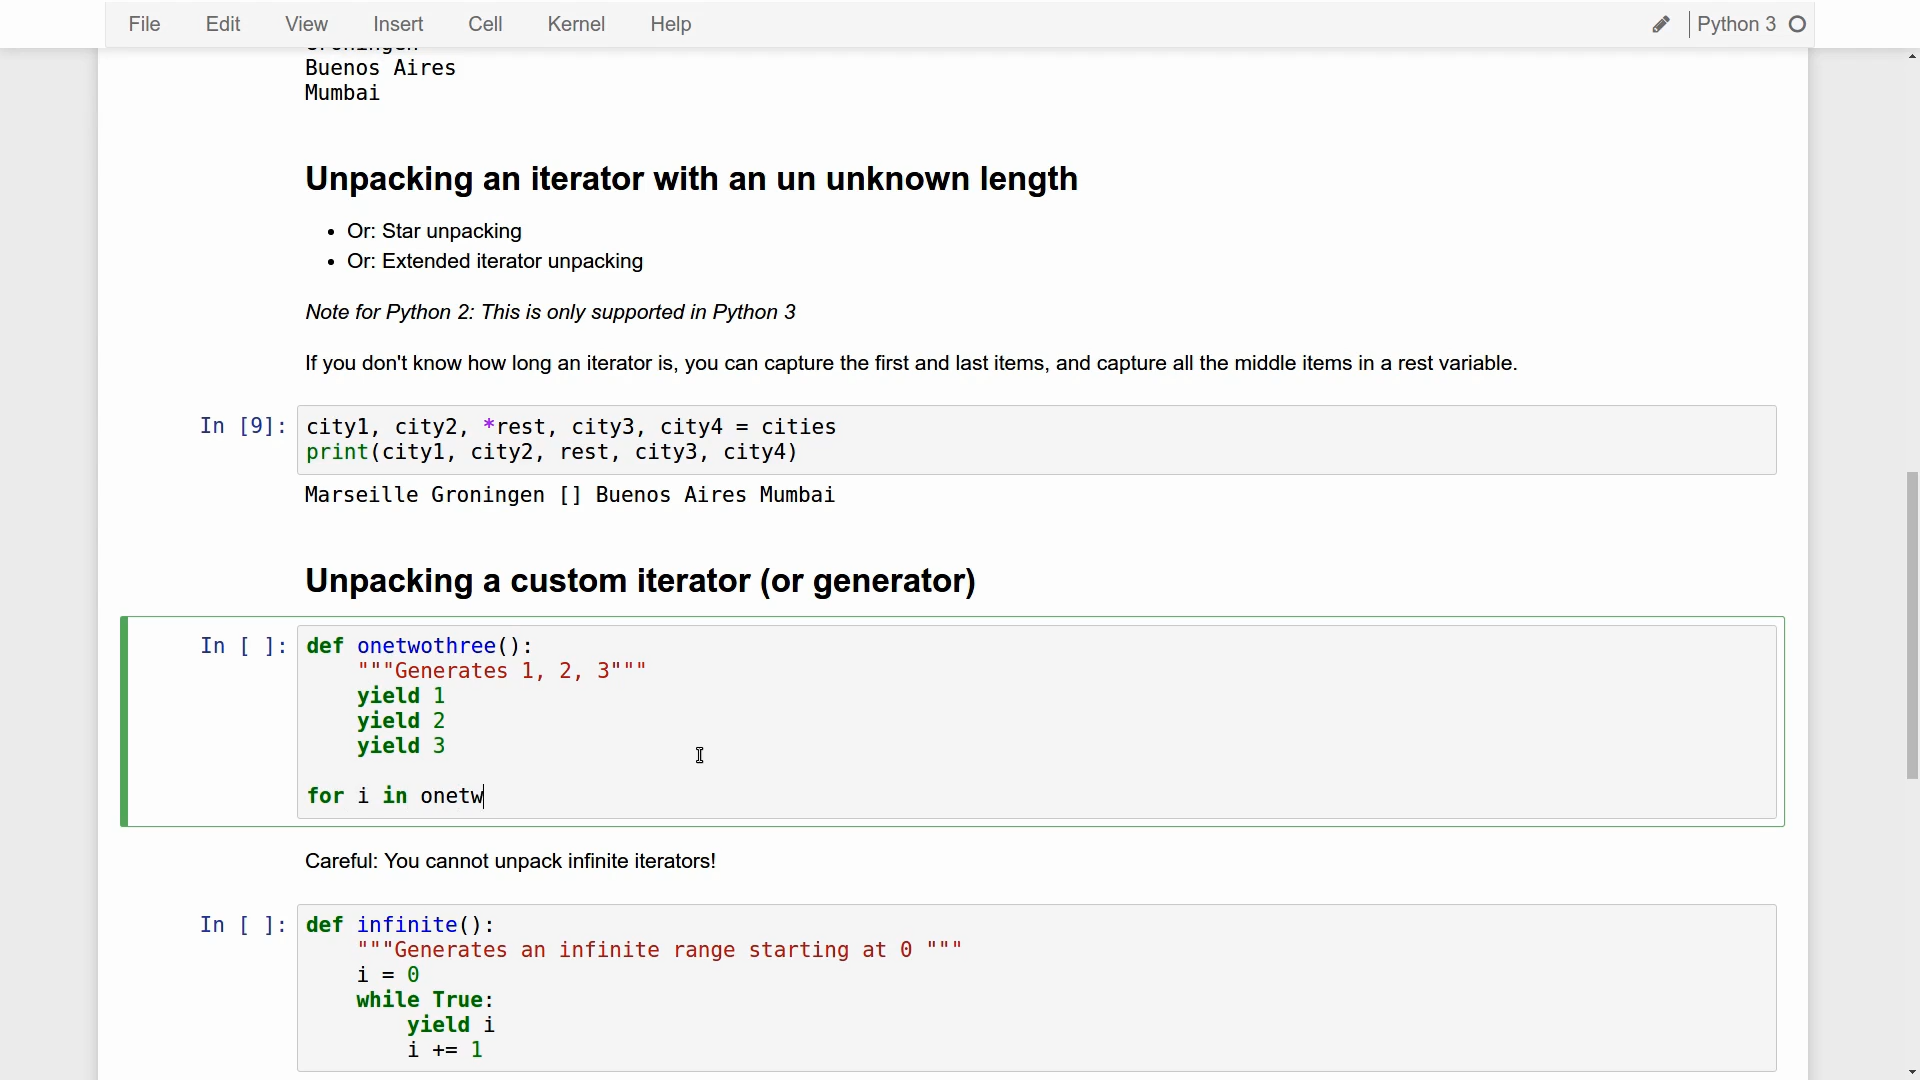 File Edit View Insert Cell Kernel Help Python 3
Buenos Aires
Mumbai
Unpacking an iterator with an un unknown length
• Or: Star unpacking
• Or: Extended iterator unpacking
Note for Python 2: This is only supported in Python 3
If you don't know how long an iterator is, you can capture the first and last items, and capture all the middle items in a rest variable.
In [9]: city1, city2, *rest, city3, city4 = cities
print(city1, city2, rest, city3, city4)
Marseille Groningen [] Buenos Aires Mumbai
Unpacking a custom iterator (or generator)
In [ ]: def onetwothree():
"""Generates 1, 2, 3"""
yield 1
yield 2
yield 3
for i in onetw
Careful: You cannot unpack infinite iterators!
In [ ]: def infinite():
"""Generates an infinite range starting at 0 """
i = 0
while True:
yield i
i += 1